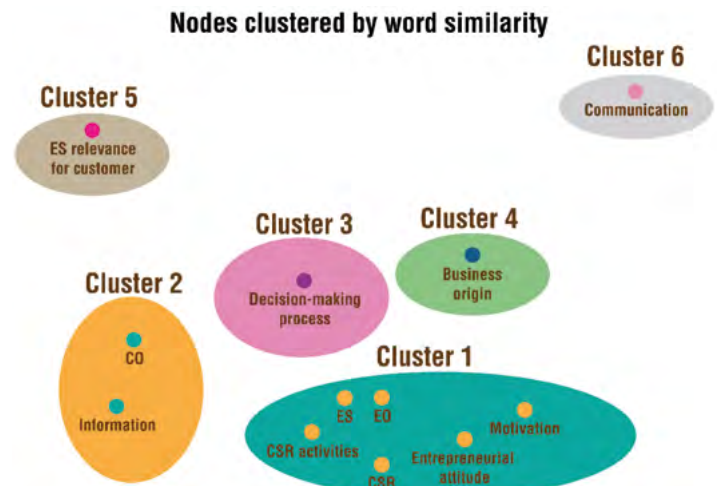 Nodes clustered by word similarity
Cluster 6
Communication
Cluster 5
ES relevance
for customer
Cluster 3
Decision-making
process
Cluster 4
Business
origin
Cluster 2
CO
Information
Cluster 1
ES
EO
Motivation
CSR activities
Entrepreneurial
attitude
CSR